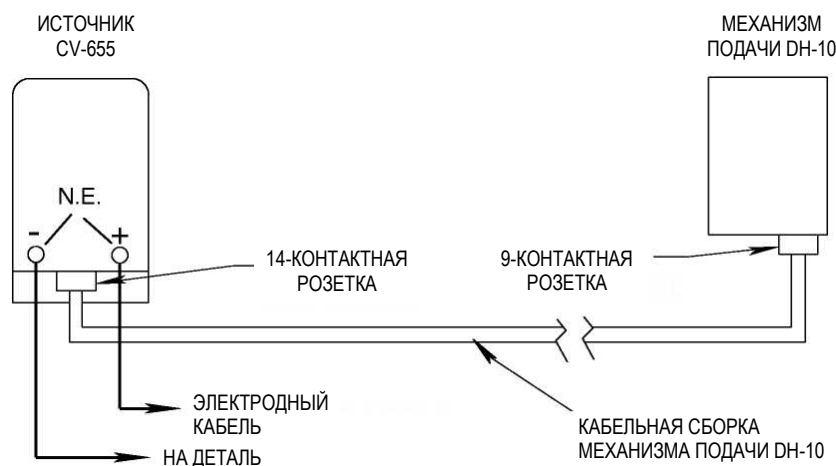 ИСТОЧНИК
CV-655
МЕХАНИЗМ
ПОДАЧИ DH-10
N.E.
- +
14-КОНТАКТНАЯ
РОЗЕТКА
9-КОНТАКТНАЯ
РОЗЕТКА
ЭЛЕКТРОДНЫЙ
КАБЕЛЬ
НА ДЕТАЛЬ
КАБЕЛЬНАЯ СБОРКА
МЕХАНИЗМА ПОДАЧИ DH-10